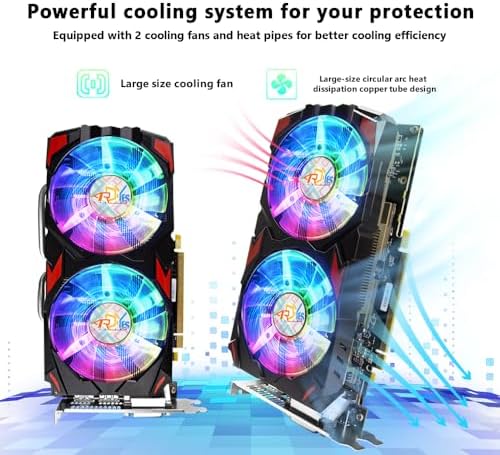 Powerful cooling system for your protection
Equipped with 2 cooling fans and heat pipes for better cooling efficiency
Large size cooling fan
Large-size circular arc heat
dissipation copper tube design